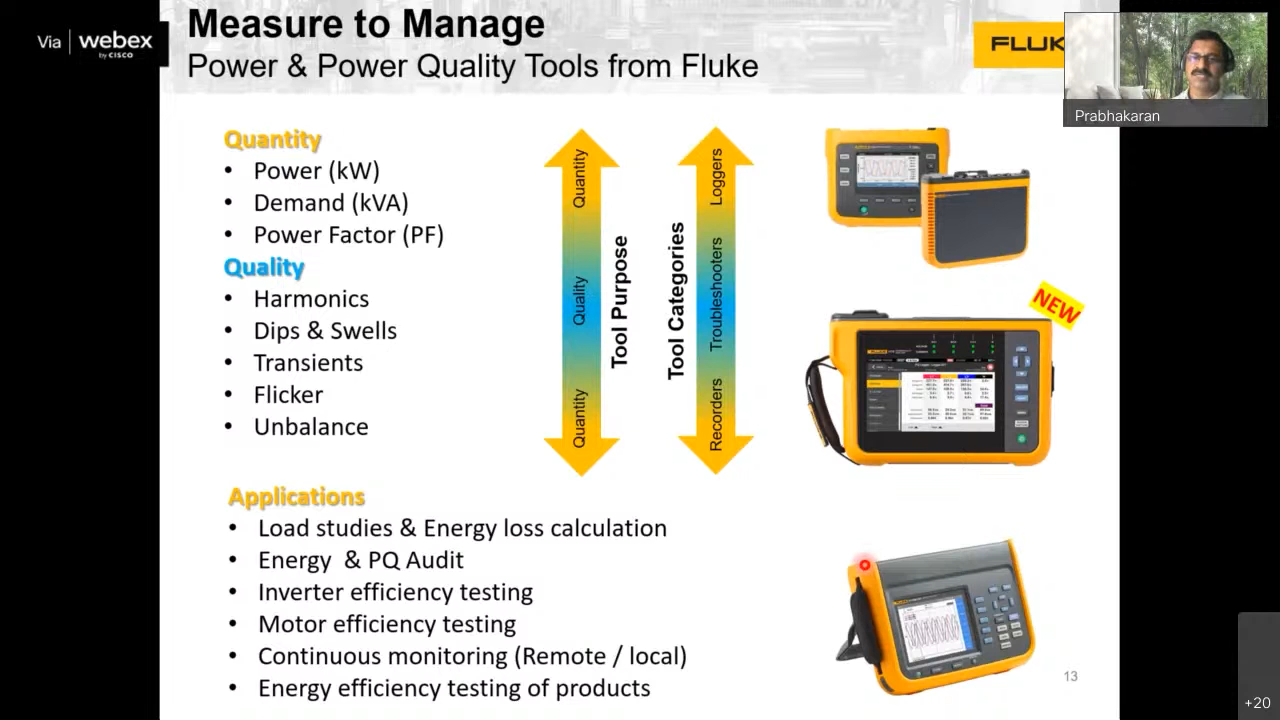 Via | webex
by CISCO
Measure to Manage
Power & Power Quality Tools from Fluke
FLUK
Prabhakaran
Quantity
• Power (kW)
• Demand (kVA)
• Power Factor (PF)
Quality
• Harmonics
• Dips & Swells
• Transients
• Flicker
• Unbalance
Quantity
Quality
Quantity
Tool Purpose
Tool Categories
Loggers
Troubleshooters
Recorders
NEW
FLUKE
Applications
• Load studies & Energy loss calculation
• Energy & PQ Audit
• Inverter efficiency testing
• Motor efficiency testing
• Continuous monitoring (Remote / local)
• Energy efficiency testing of products
13
+20